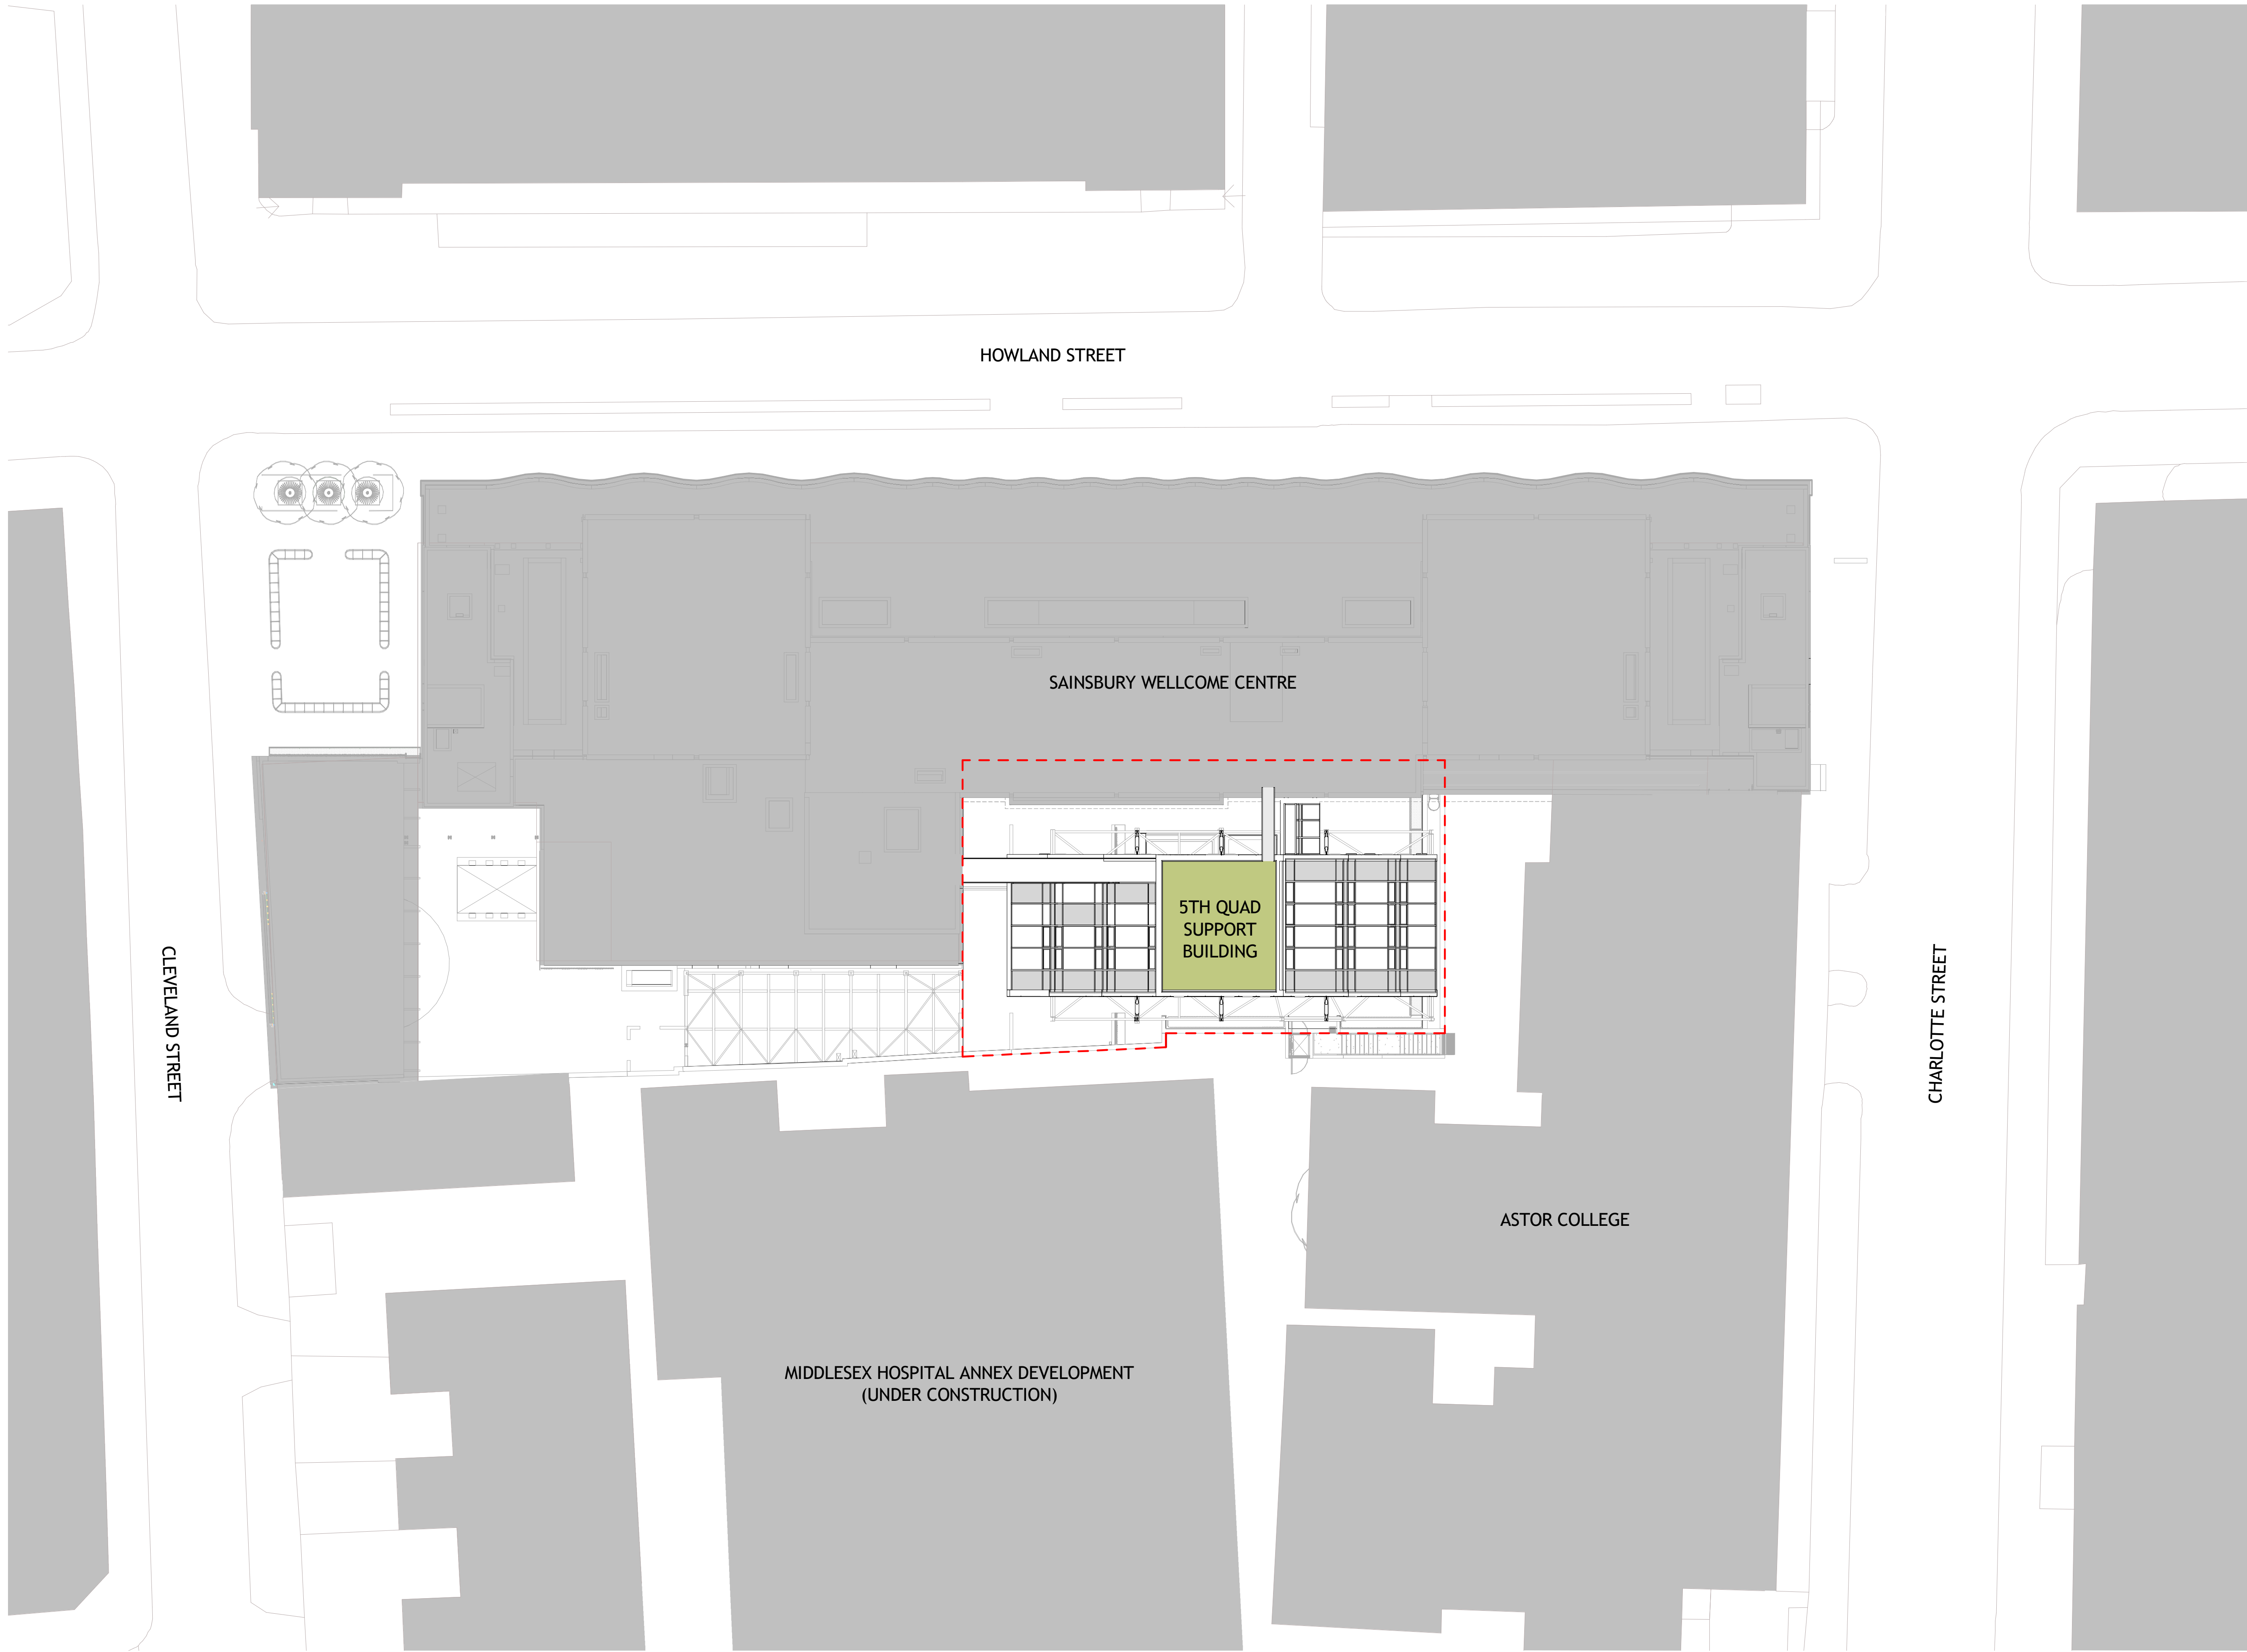 HOWLAND STREET
SAINSBURY WELLCOME CENTRE
5TH QUAD
SUPPORT
BUILDING
CLEVELAND STREET
CHARLOTTE STREET
ASTOR COLLEGE
MIDDLESEX HOSPITAL ANNEX DEVELOPMENT
(UNDER CONSTRUCTION)